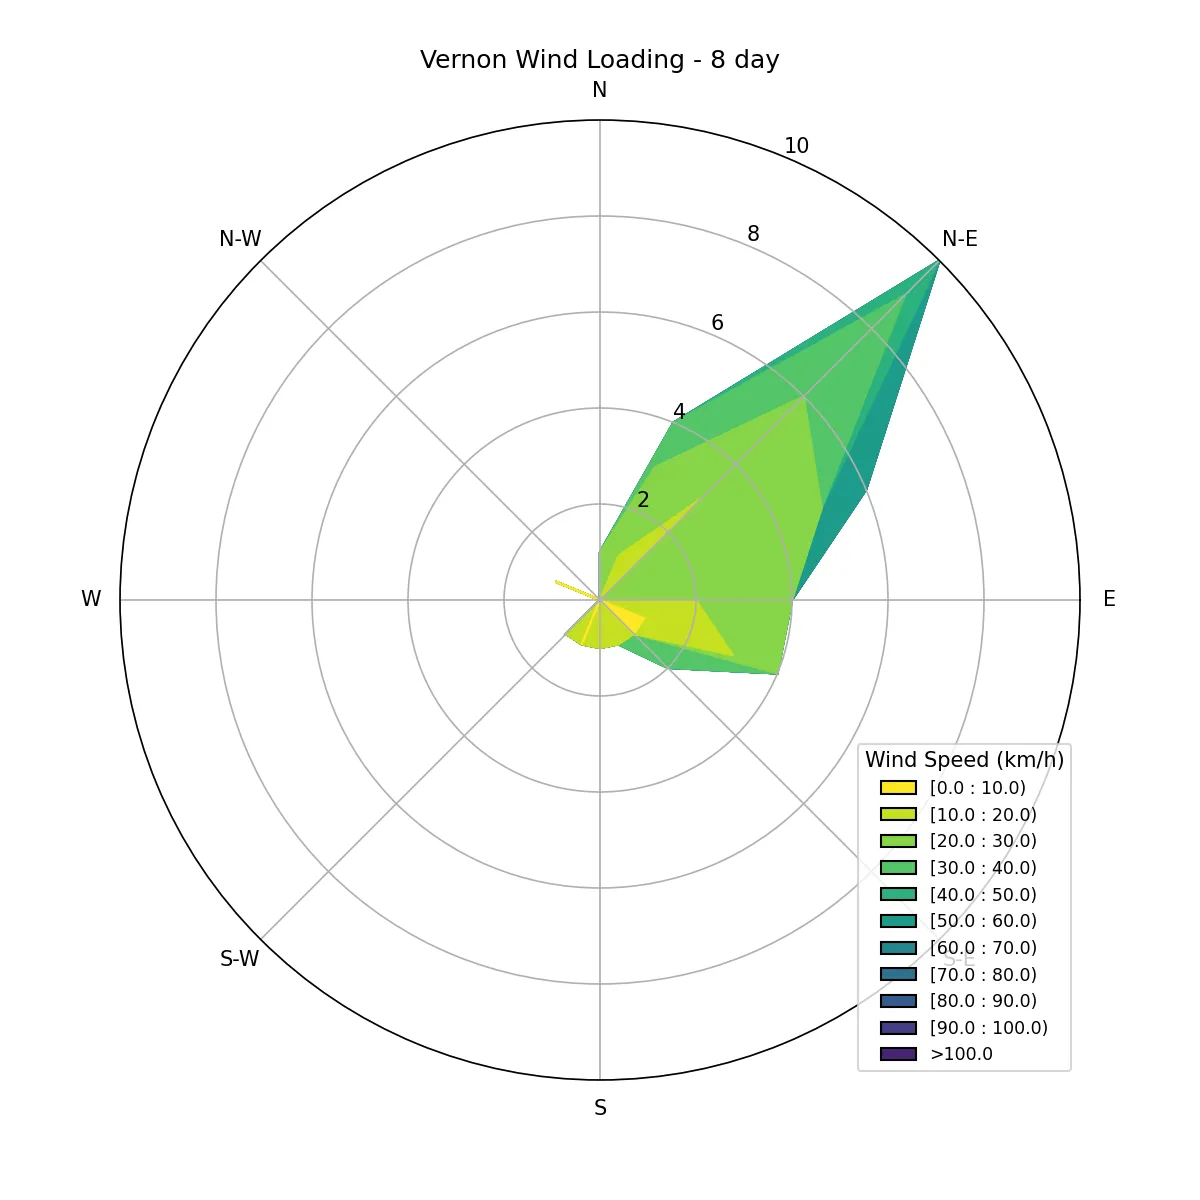 Vernon Wind Loading - 8 day
N
10
N-W
8
N-E
6
4
2
W
E
Wind Speed (km/h)
[0.0 : 10.0)
[10.0 : 20.0)
[20.0 : 30.0)
[30.0 : 40.0)
[40.0 : 50.0)
[50.0 : 60.0)
[60.0 : 70.0)
[70.0 : 80.0)
[80.0 : 90.0)
[90.0 : 100.0)
>100.0
S-W
S-E
S